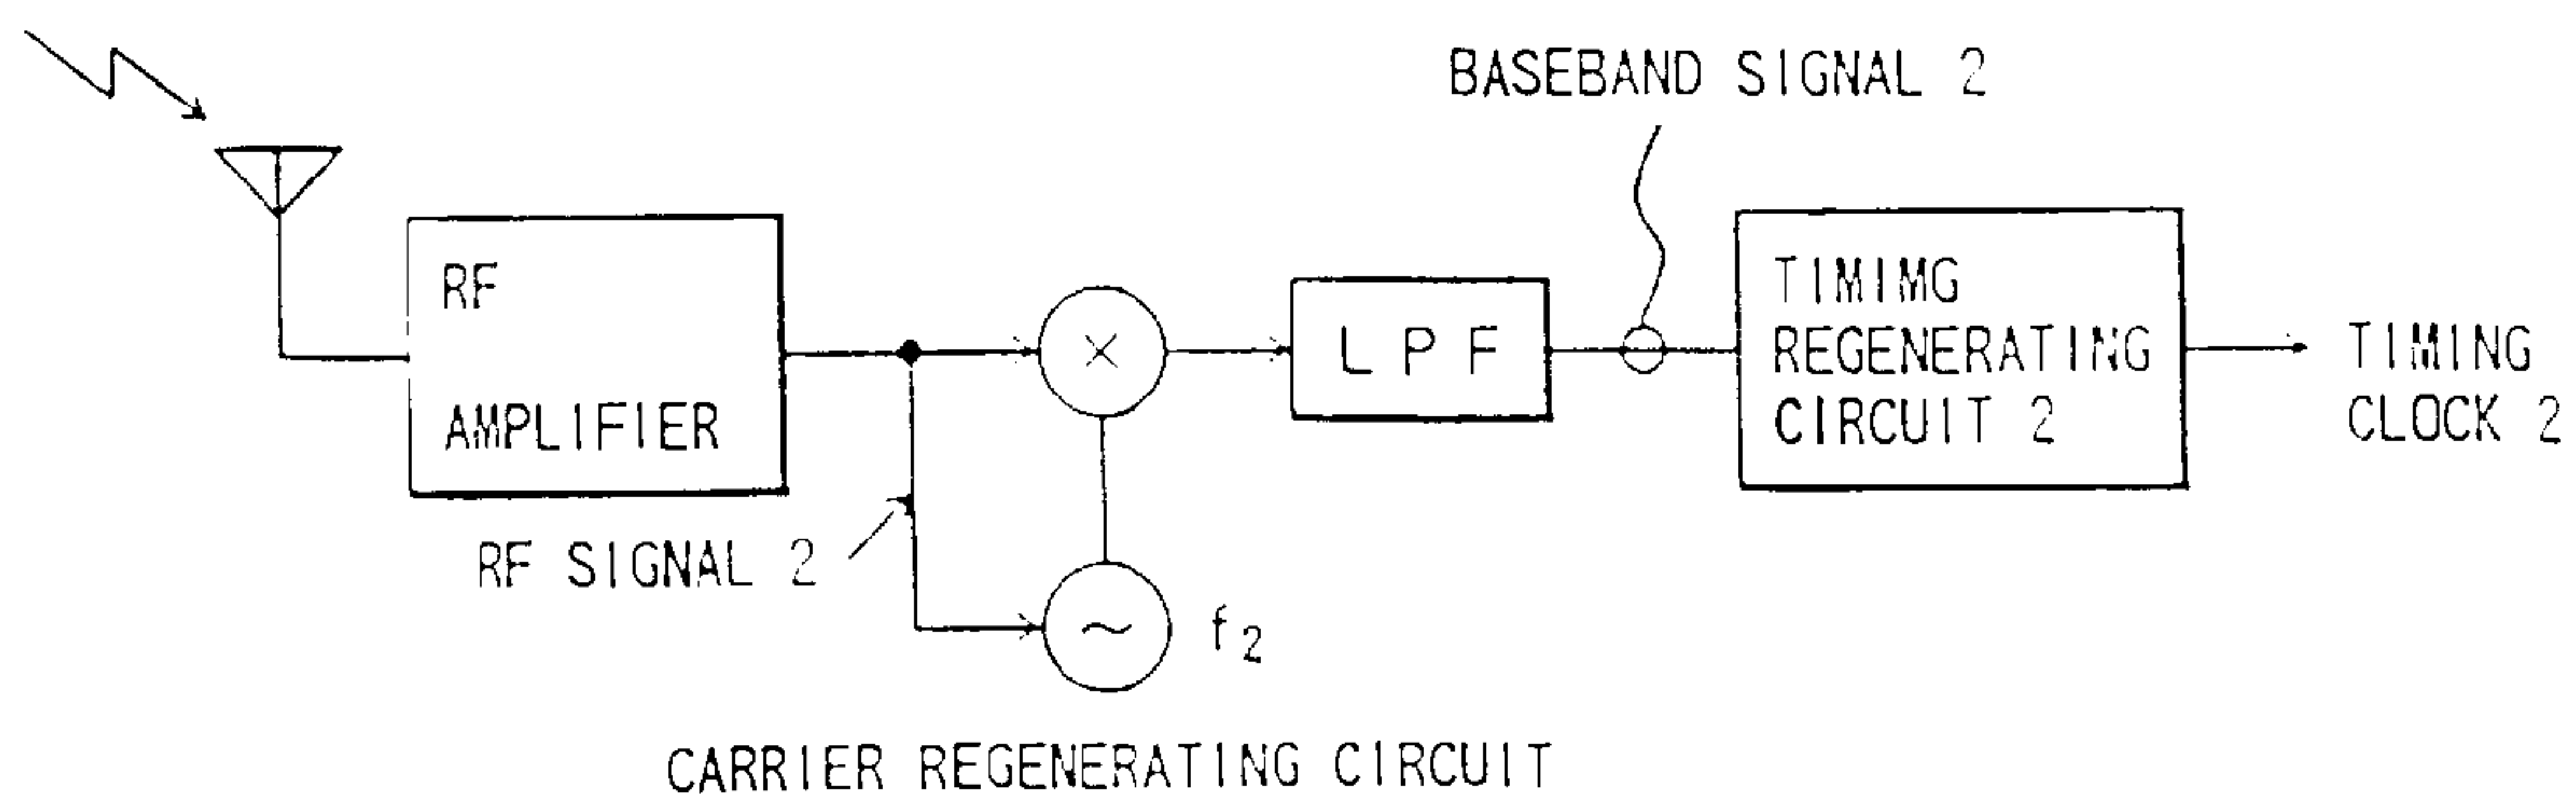 BASEBAND SIGNAL 2
RF
AMPLIFIER
×
L P F
TIMIMG
REGENERATING
CIRCUIT 2
TIMING
CLOCK 2
RF SIGNAL 2
~
f2
CARRIER REGENERATING CIRCUIT